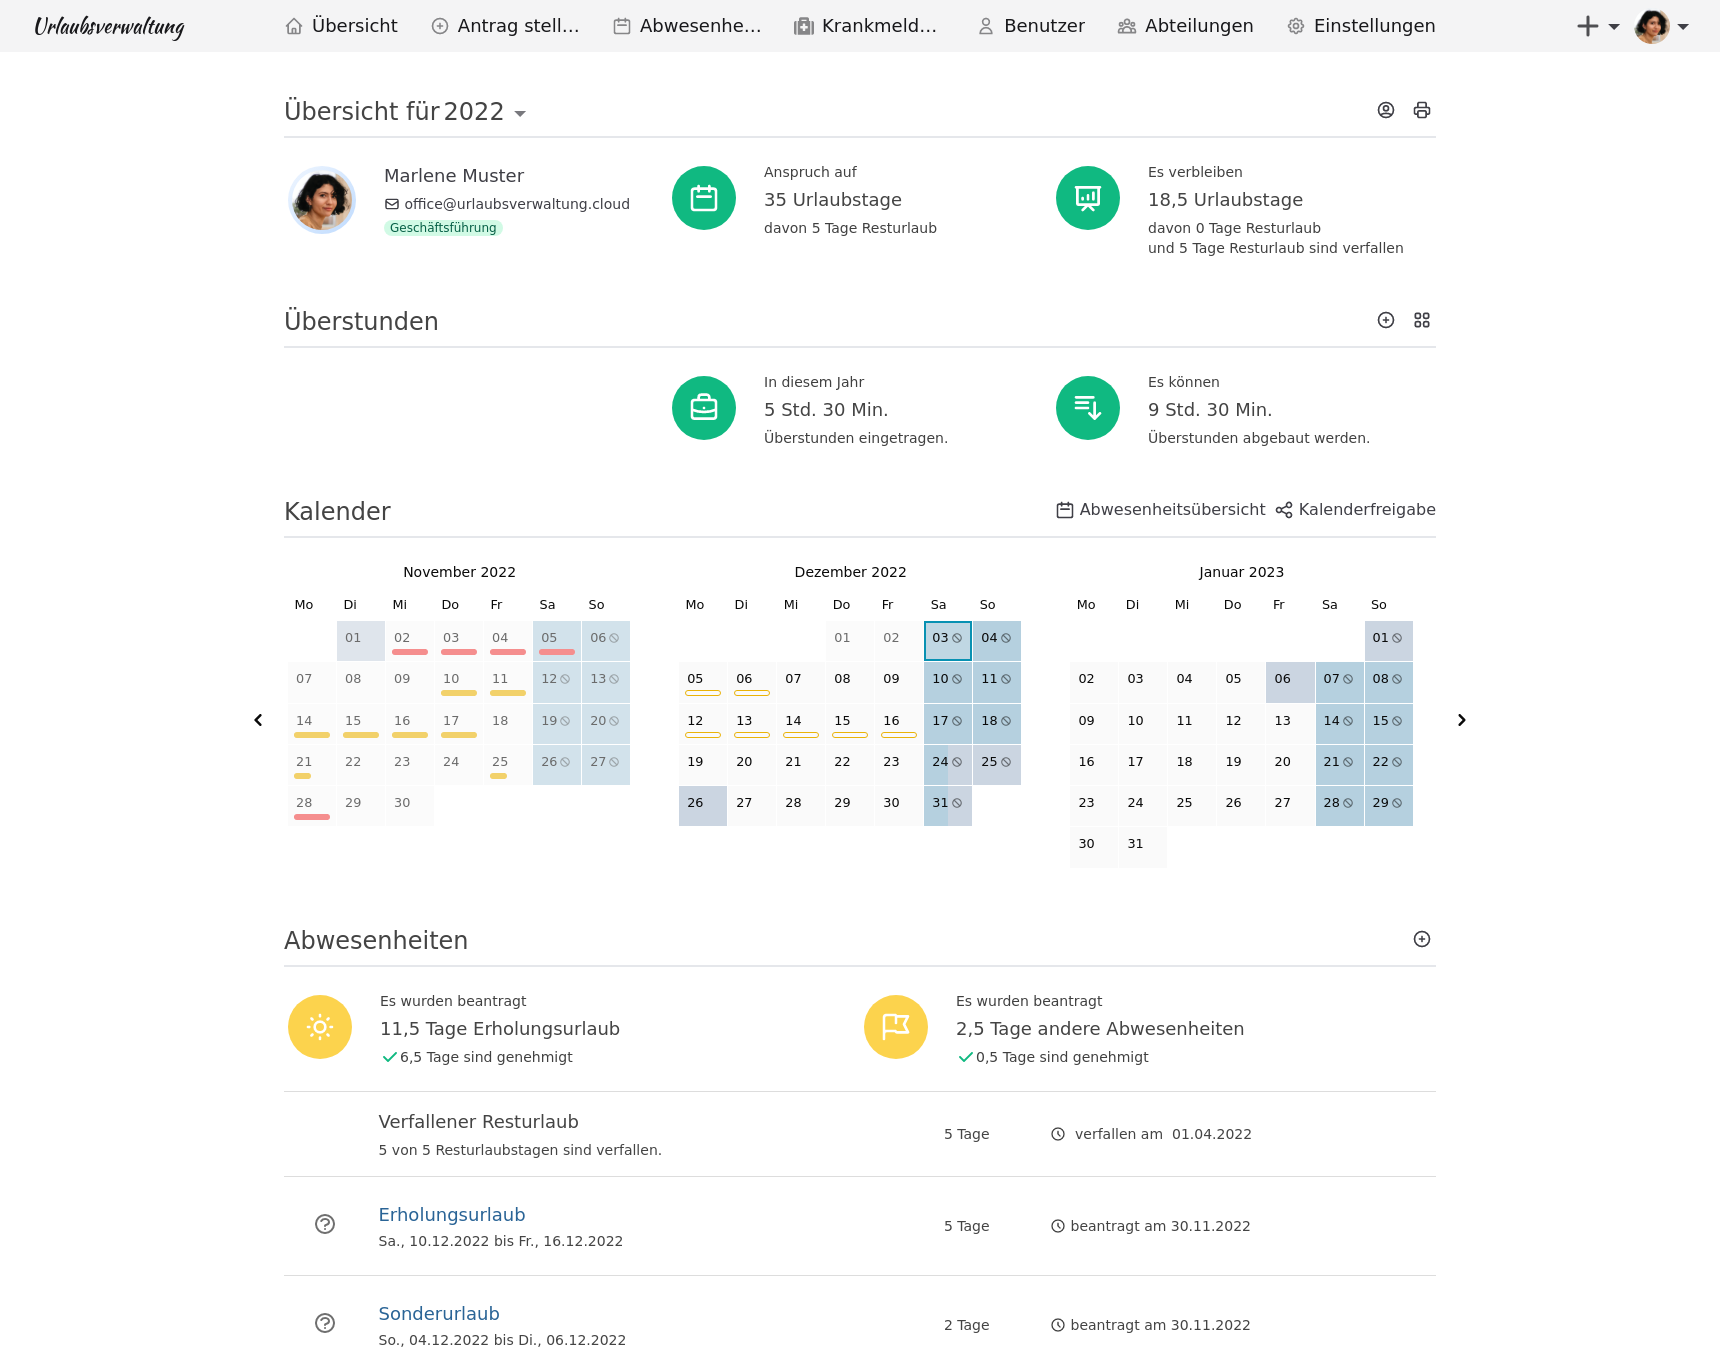 Urlaubsverwaltung
Übersicht
Antrag stell…
Abwesenhe…
Krankmeld…
Benutzer
Abteilungen
Einstellungen
Übersicht für 2022
Marlene Muster
office@urlaubsverwaltung.cloud
Geschäftsführung
Anspruch auf
35 Urlaubstage
davon 5 Tage Resturlaub
Es verbleiben
18,5 Urlaubstage
davon 0 Tage Resturlaub
und 5 Tage Resturlaub sind verfallen
Überstunden
In diesem Jahr
5 Std. 30 Min.
Überstunden eingetragen.
Es können
9 Std. 30 Min.
Überstunden abgebaut werden.
Kalender
Abwesenheitsübersicht
Kalenderfreigabe
November 2022
Mo Di Mi Do Fr Sa So
01 02 03 04 05 06
07 08 09 10 11 12 13
14 15 16 17 18 19 20
21 22 23 24 25 26 27
28 29 30
Dezember 2022
Mo Di Mi Do Fr Sa So
01 02 03 04
05 06 07 08 09 10 11
12 13 14 15 16 17 18
19 20 21 22 23 24 25
26 27 28 29 30 31
Januar 2023
Mo Di Mi Do Fr Sa So
01
02 03 04 05 06 07 08
09 10 11 12 13 14 15
16 17 18 19 20 21 22
23 24 25 26 27 28 29
30 31
Abwesenheiten
Es wurden beantragt
11,5 Tage Erholungsurlaub
6,5 Tage sind genehmigt
Es wurden beantragt
2,5 Tage andere Abwesenheiten
0,5 Tage sind genehmigt
Verfallener Resturlaub
5 von 5 Resturlaubstagen sind verfallen.
5 Tage
verfallen am 01.04.2022
Erholungsurlaub
Sa., 10.12.2022 bis Fr., 16.12.2022
5 Tage
beantragt am 30.11.2022
Sonderurlaub
So., 04.12.2022 bis Di., 06.12.2022
2 Tage
beantragt am 30.11.2022